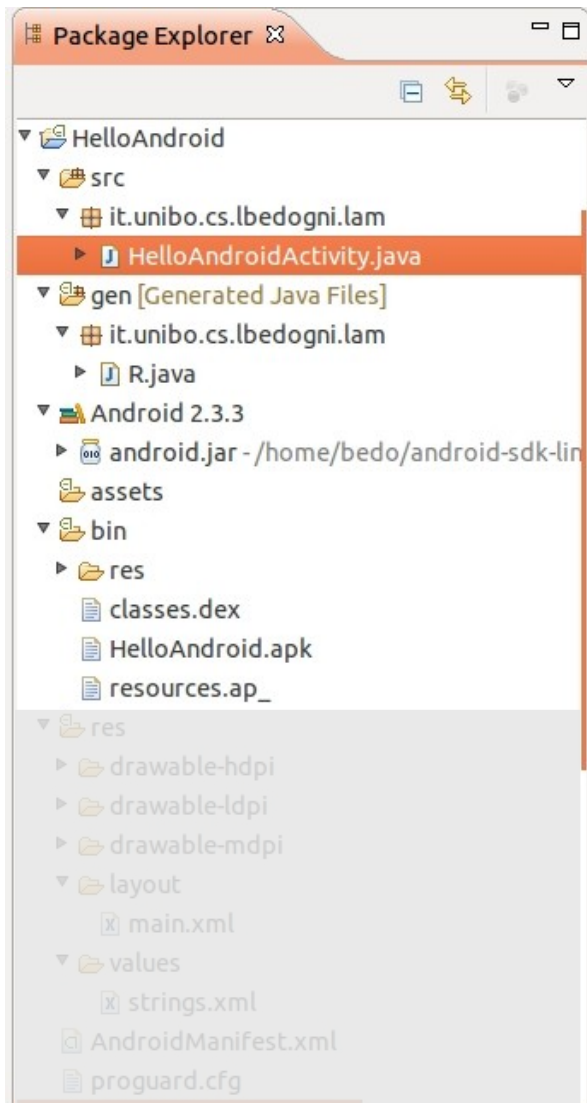 Package Explorer
HelloAndroid
src
it.unibo.cs.lbedogni.lam
HelloAndroidActivity.java
gen [Generated Java Files]
it.unibo.cs.lbedogni.lam
R.java
Android 2.3.3
android.jar - /home/bedo/android-sdk-lin
assets
bin
res
classes.dex
HelloAndroid.apk
resources.ap_
res
drawable-hdpi
drawable-ldpi
drawable-mdpi
layout
main.xml
values
strings.xml
AndroidManifest.xml
proguard.cfg